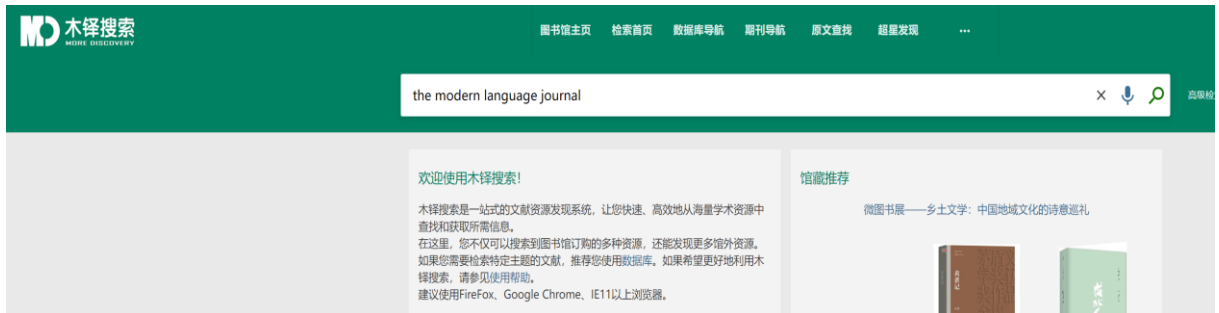 木铎搜索
MORE DISCOVERY
图书馆主页 检索首页 数据库导航 期刊导航 原文查找 超星发现 ...
the modern language journal
高级检
欢迎使用木铎搜索！
木铎搜索是一站式的文献资源发现系统，让您快速、高效地从海量学术资源中
查找和获取所需信息。
在这里，您不仅可以搜索到图书馆订购的多种资源，还能发现更多馆外资源。
如果您需要检索特定主题的文献，推荐您使用数据库。如果希望更好地利用木
铎搜索，请参见使用帮助。
建议使用FireFox、Google Chrome、IE11以上浏览器。
馆藏推荐
微图书展——乡土文学：中国地域文化的诗意巡礼